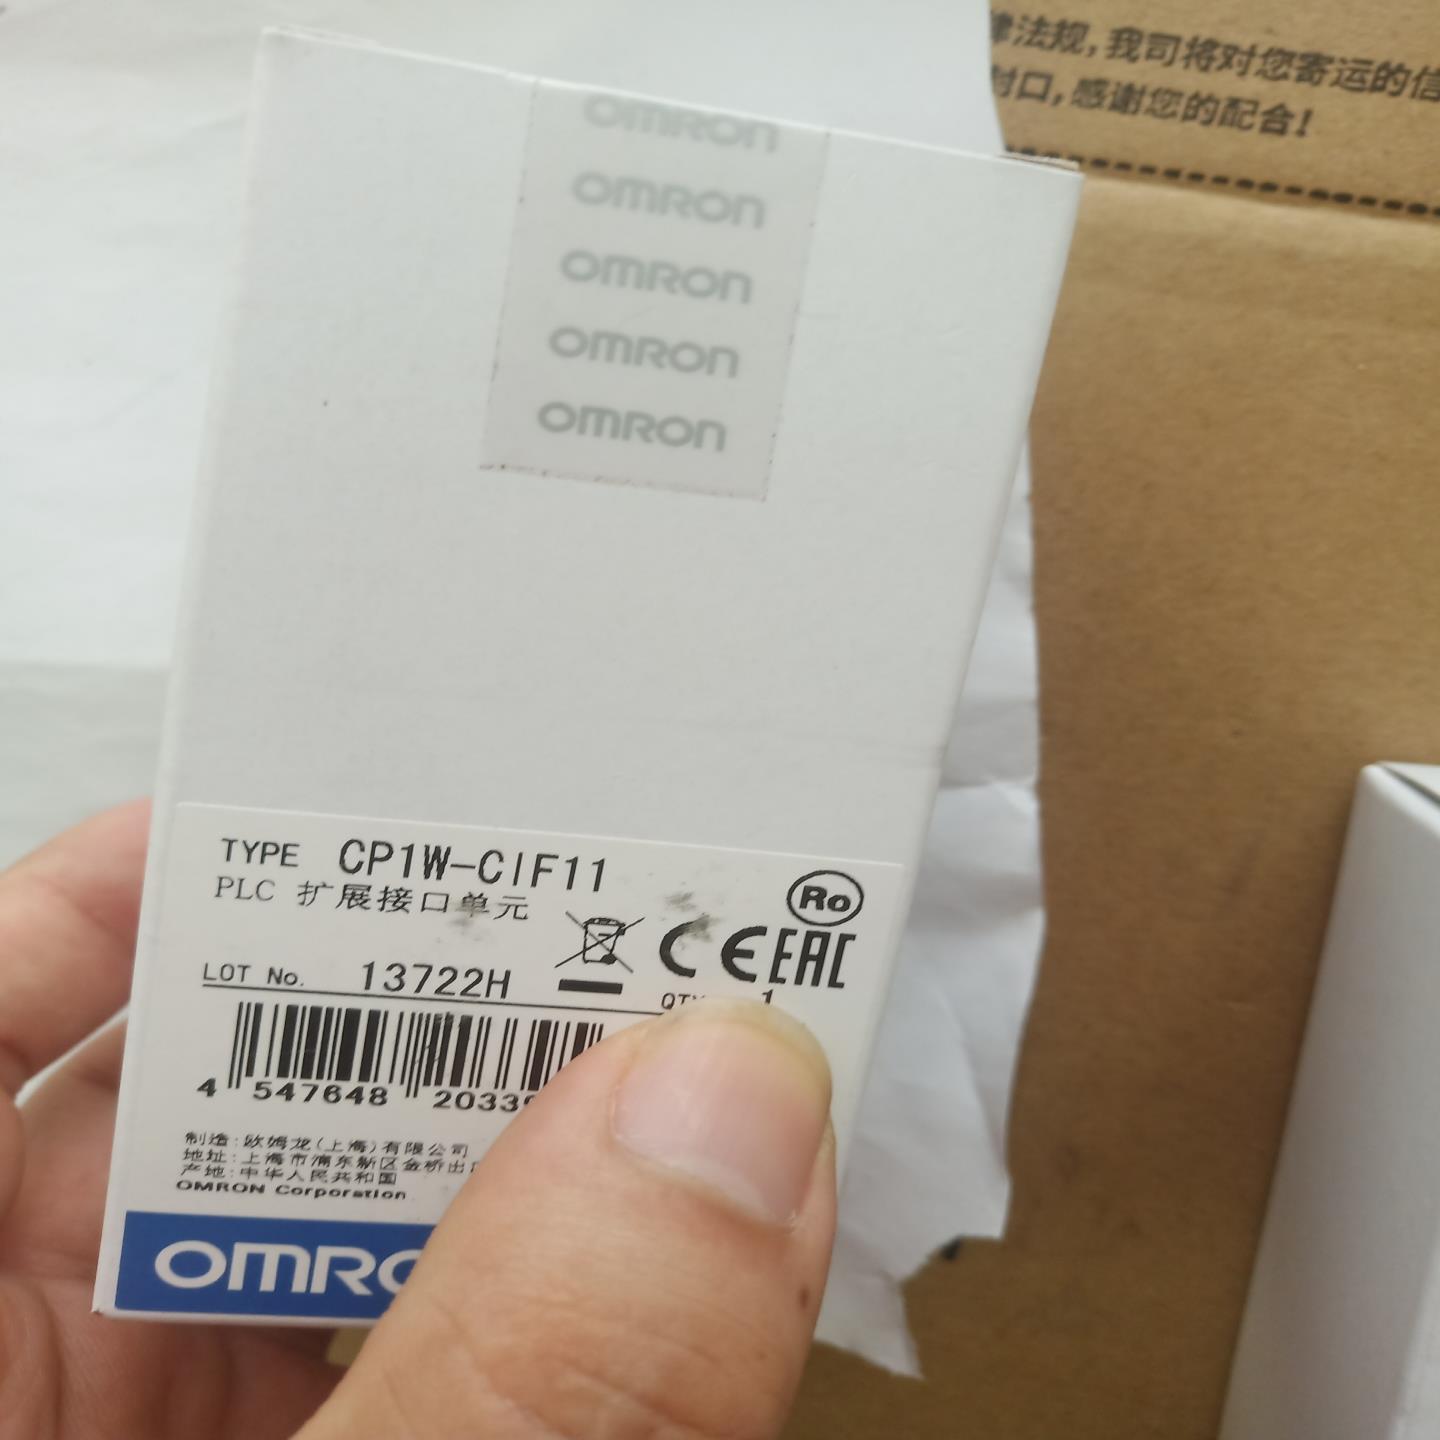 律法规,我司将对您寄运的信
封口,感谢您的配合!
OMRON
OMRON
OMRON
OMRON
OMRON
TYPE CP1W-CIF11
PLC 扩展接口单元
Ro
CE EAC
LOT No. 13722H
QTY 1
4 547648 2033
制造:欧姆龙(上海)有限公司
地址:上海市浦东新区金桥出
产地:中华人民共和国
OMRON Corporation
OMRO